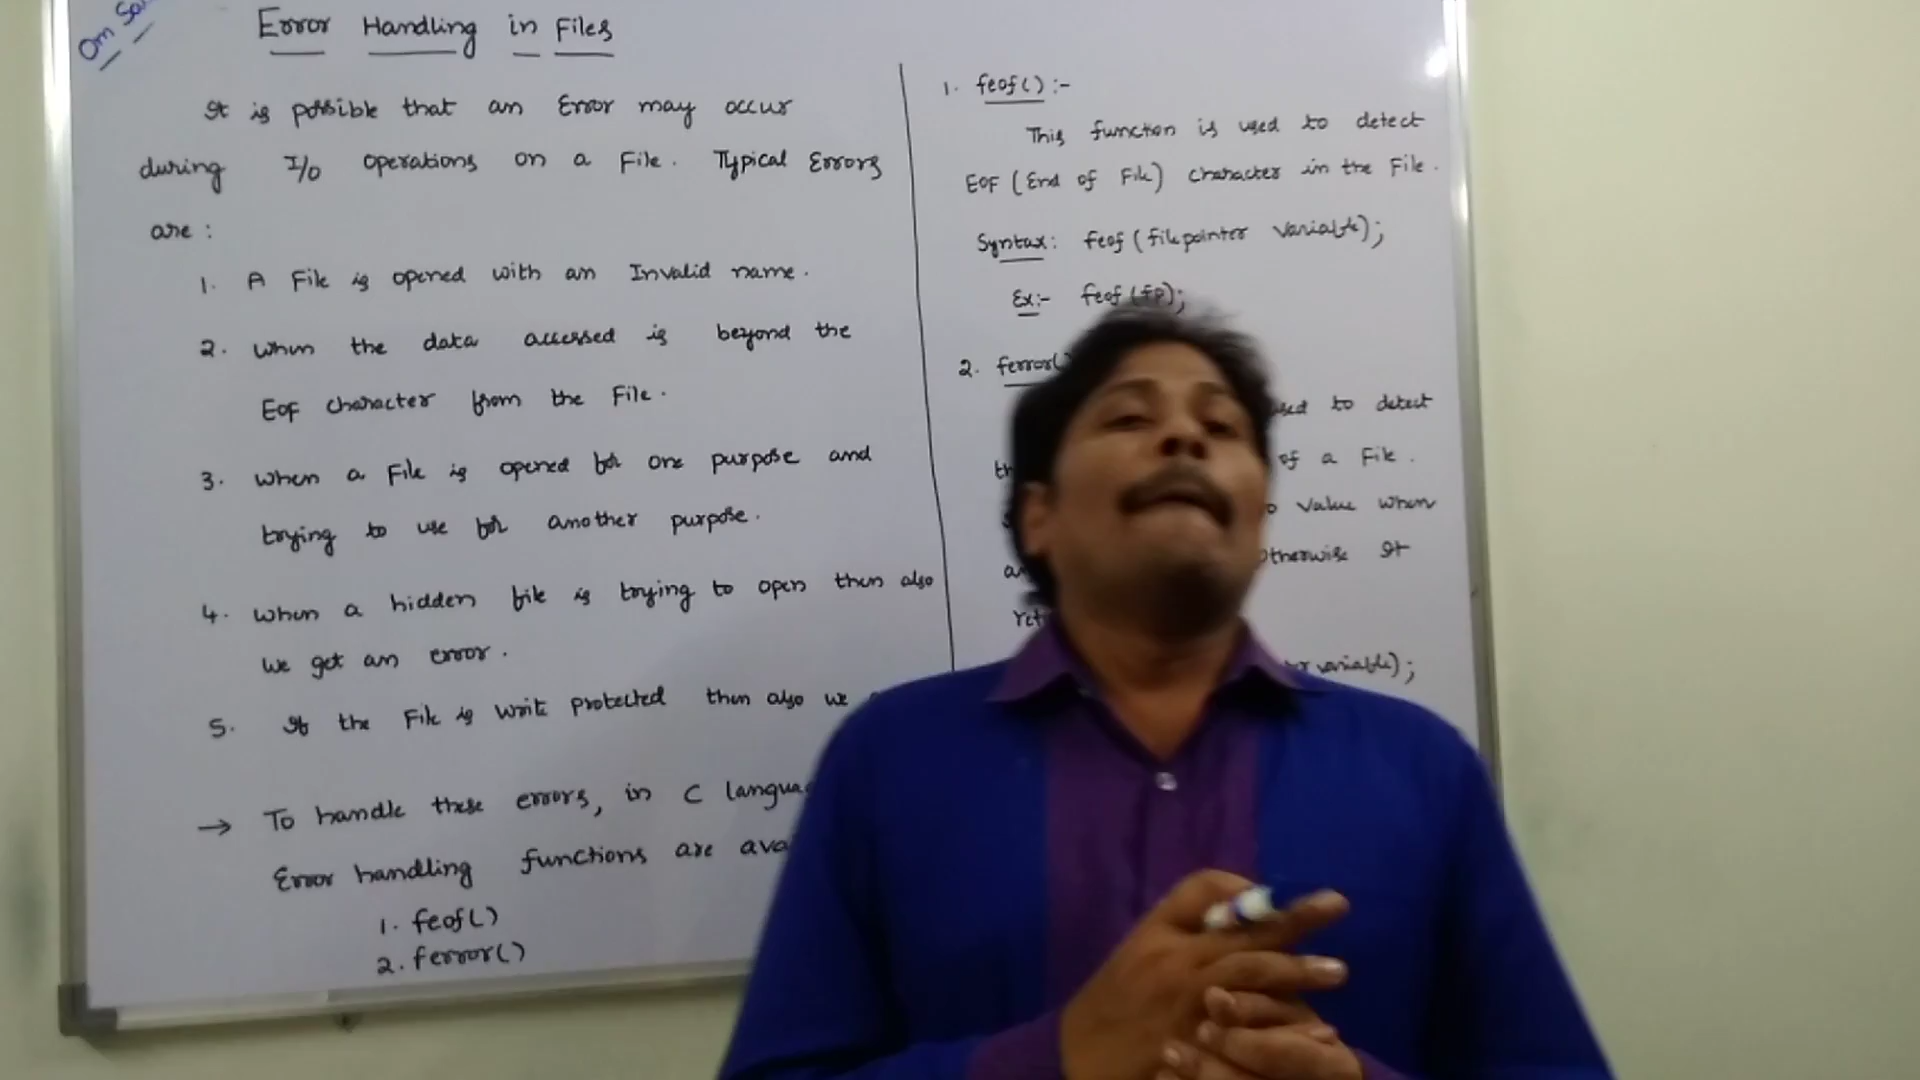 Om Sai
Error Handling in Files
It is possible that an Error may occur
during I/O operations on a File. Typical Errors
are :
1. A File is opened with an Invalid name.
2. When the data accessed is beyond the
EOF character from the File.
3. When a File is opened for one purpose and
trying to use for another purpose.
4. When a hidden file is trying to open then also
we get an error.
5. If the File is write protected then also we
→ To handle these errors, in C
Error handling functions are
1. feof()
2. ferror()
1. feof() :-
This function is used to detect
EOF (End of File) character in the File.
Syntax: feof (filepointer variable);
Ex:- feof (fp);
2. ferror(
used to detect
of a File.
value when
otherwise It
variable);